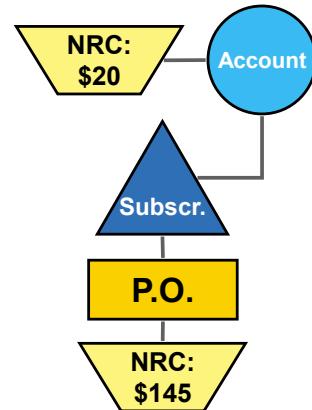 NRC:
$20
Account
Subscr.
P.O.
NRC:
$145